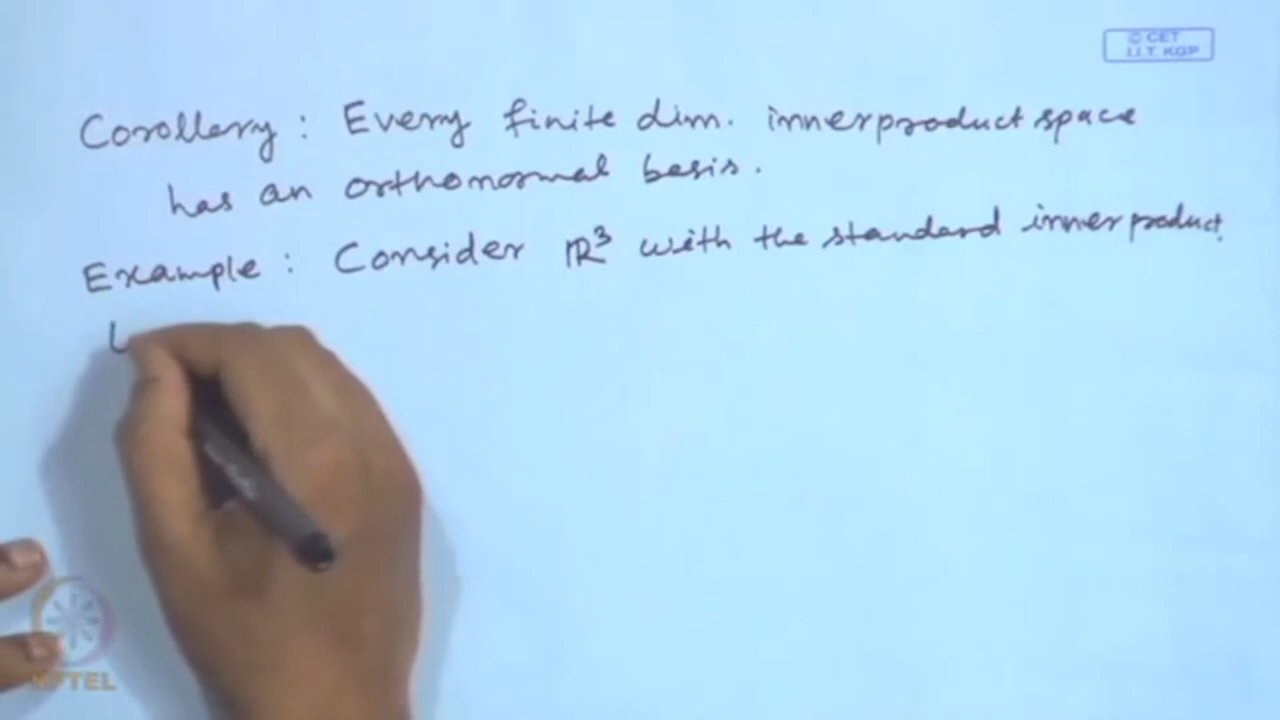 © CET
I.I.T. KGP
Corollery : Every finite dim. innerproduct space
has an orthonormal basis.
Example : Consider ℝ³ with the standard inner product.
NPTEL